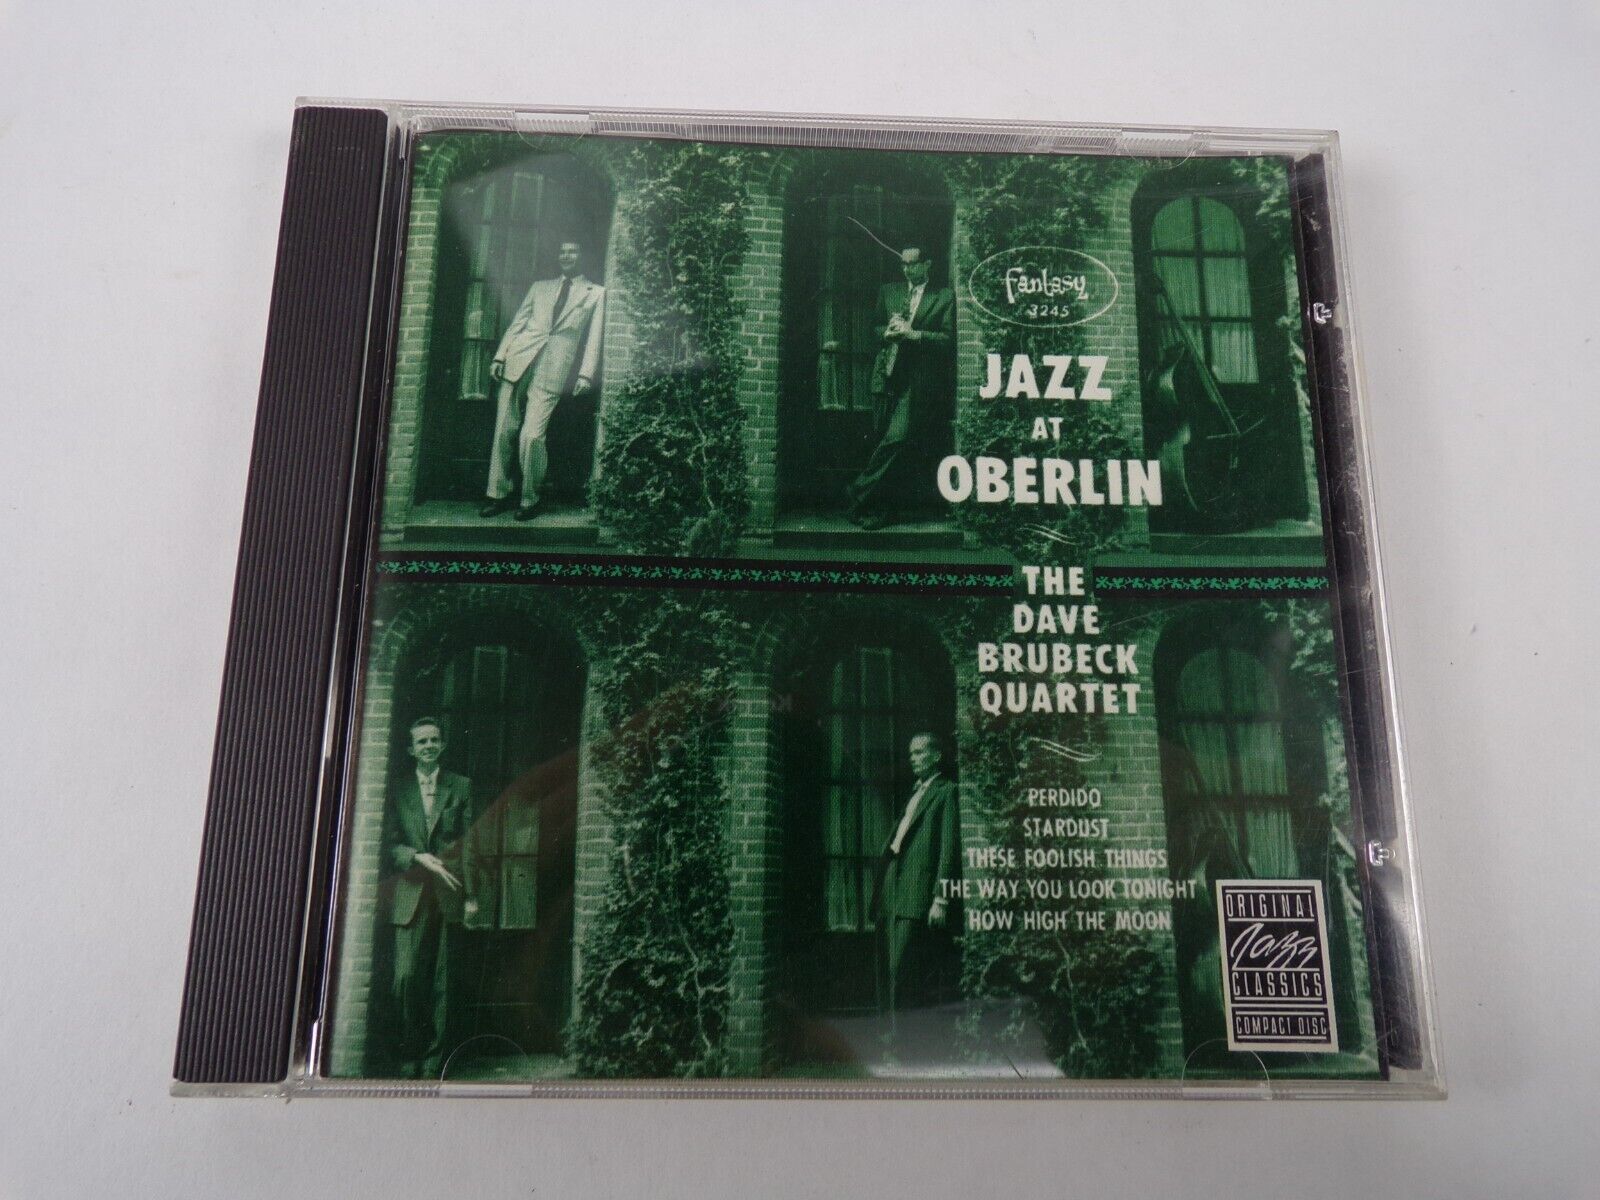 fantasy
3245
JAZZ
AT
OBERLIN
THE
DAVE
BRUBECK
QUARTET
PERDIDO
STARDUST
THESE FOOLISH THINGS
THE WAY YOU LOOK TONIGHT
HOW HIGH THE MOON
ORIGINAL
Jazz
CLASSICS
COMPACT DISC